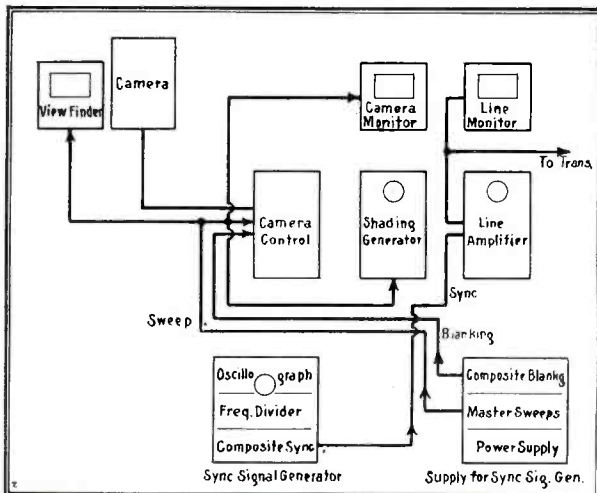 View Finder
Camera
Camera
Monitor
Line
Monitor
To Trans.
Camera
Control
Shading
Generator
Line
Amplifier
Sync
Sweep
Blanking
Oscillograph
Freq. Divider
Composite Sync
Sync Signal Generator
Composite Blankg
Master Sweeps
Power Supply
Supply for Sync Sig. Gen.